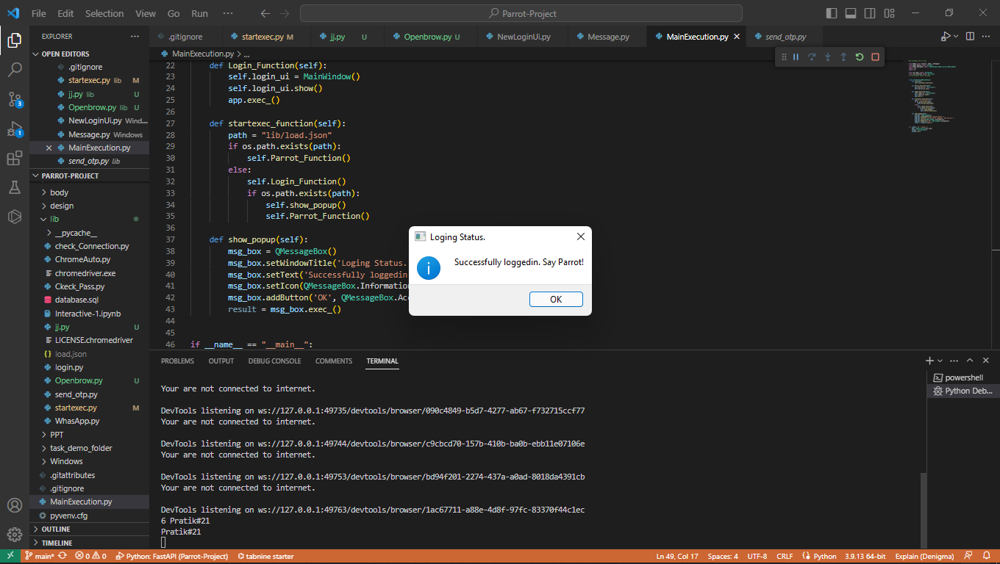 File Edit Selection View Go Run ··· Parrot-Project
EXPLORER ···
OPEN EDITORS
.gitignore
startexec.py lib M
jj.py lib U
Openbrow.py lib U
NewLoginUi.py Wind...
Message.py Windows
MainExecution.py
send_otp.py lib
PARROT-PROJECT
body
design
lib
__pycache__
check_Connection.py
ChromeAuto.py
chromedriver.exe
Ckeck_Pass.py
database.sql
Interactive-1.ipynb
jj.py U
LICENSE.chromedriver
load.json
login.py
Openbrow.py U
send_otp.py
startexec.py M
WhasApp.py
PPT
task_demo_folder
Windows
.gitattributes
.gitignore
MainExecution.py
pyvenv.cfg
OUTLINE
TIMELINE
3
1
.gitignore startexec.py M jj.py U Openbrow.py U NewLoginUi.py Message.py MainExecution.py send_otp.py
MainExecution.py > ...
22 def Login_Function(self):
23 self.login_ui = MainWindow()
24 self.login_ui.show()
25 app.exec_()
26
27 def startexec_function(self):
28 path = "lib/load.json"
29 if os.path.exists(path):
30 self.Parrot_Function()
31 else:
32 self.Login_Function()
33 if os.path.exists(path):
34 self.show_popup()
35 self.Parrot_Function()
36
37 def show_popup(self):
38 msg_box = QMessageBox()
39 msg_box.setWindowTitle('Loging Status.
40 msg_box.setText('Successfully loggedin
41 msg_box.setIcon(QMessageBox.Information
42 msg_box.addButton('OK', QMessageBox.Acc
43 result = msg_box.exec_()
44
45
46 if __name__ == "__main__":
Loging Status.
Successfully loggedin. Say Parrot!
OK
PROBLEMS OUTPUT DEBUG CONSOLE COMMENTS TERMINAL
Your are not connected to internet.
DevTools listening on ws://127.0.0.1:49735/devtools/browser/090c4849-b5d7-4277-ab67-f732715ccf77
Your are not connected to internet.
DevTools listening on ws://127.0.0.1:49744/devtools/browser/c9cbcd70-157b-410b-ba0b-ebb11e07106e
Your are not connected to internet.
DevTools listening on ws://127.0.0.1:49753/devtools/browser/bd94f201-2274-437a-a0ad-8018da4391cb
Your are not connected to internet.
DevTools listening on ws://127.0.0.1:49763/devtools/browser/1ac67711-a88e-4d8f-97fc-83370f44c1ec
6 Pratik#21
Pratik#21
powershell
Python Deb...
main* 0 0 Python: FastAPI (Parrot-Project) tabnine starter Ln 49, Col 17 Spaces: 4 UTF-8 CRLF Python 3.9.13 64-bit Explain (Denigma)